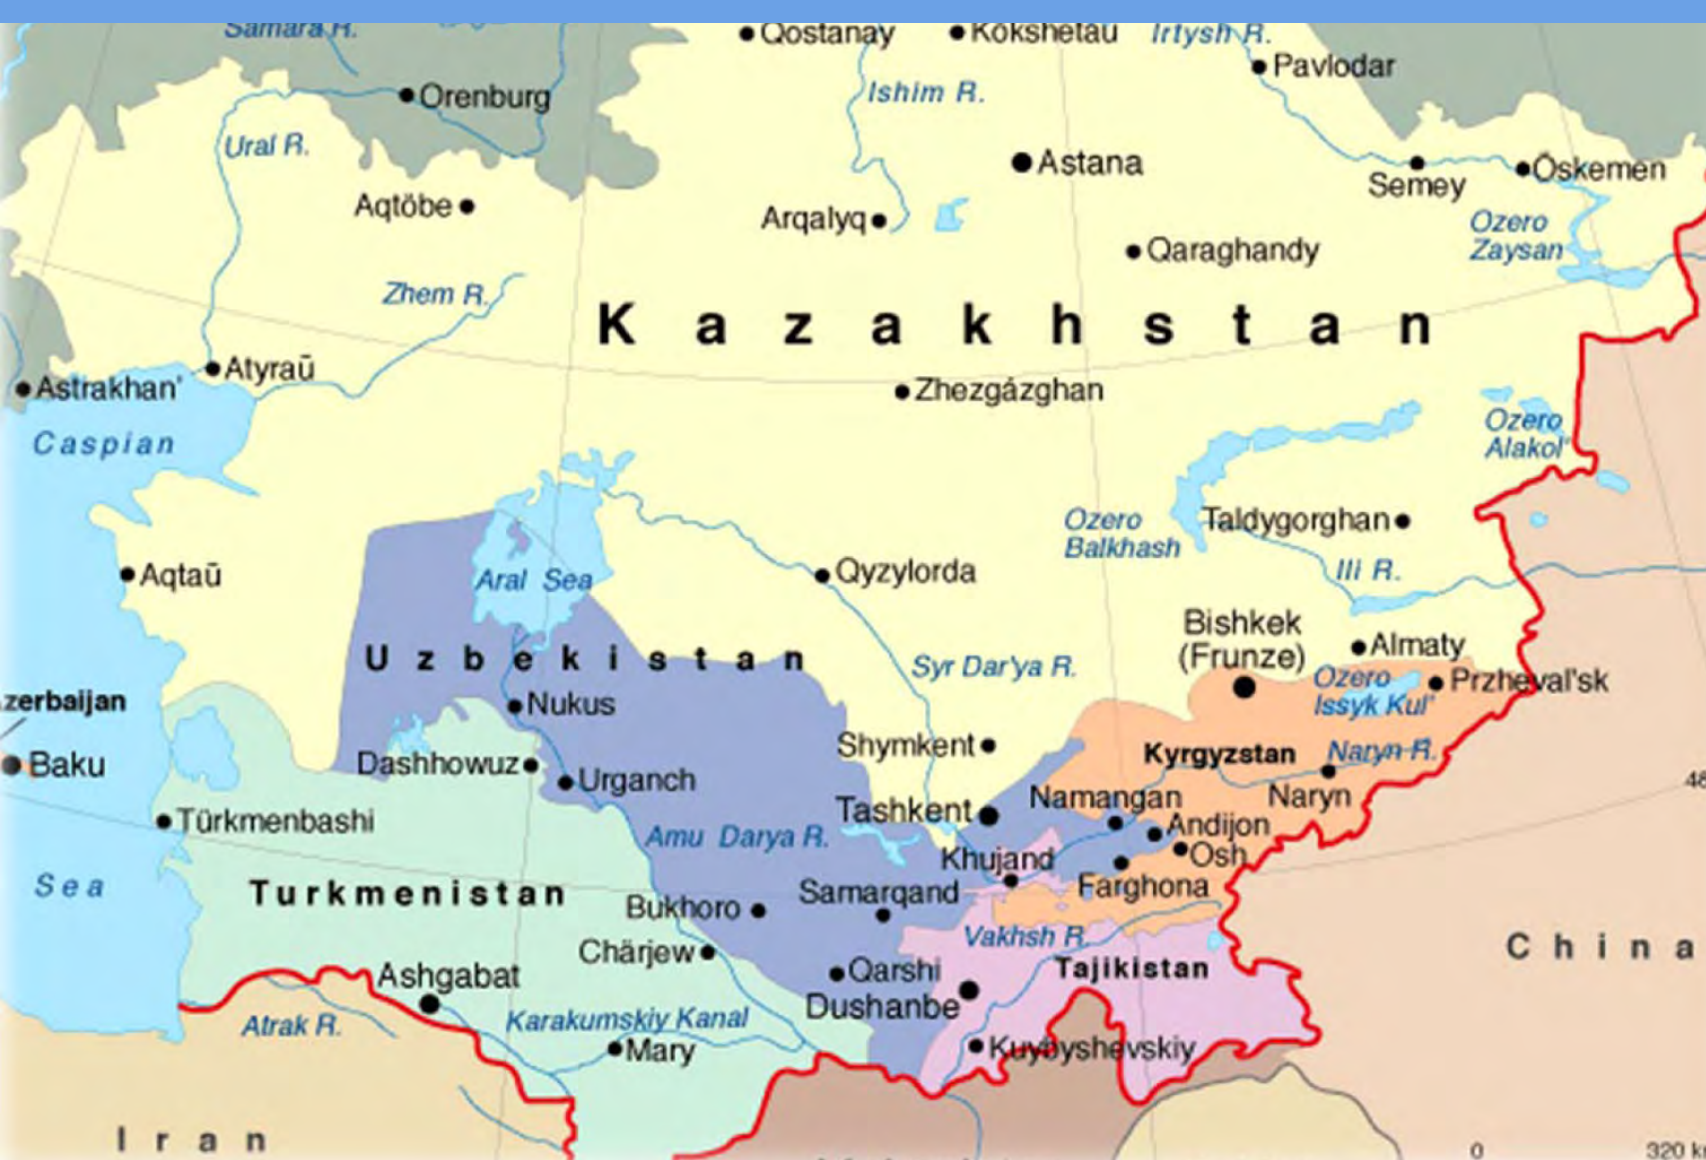 Samara R.
Qostanay
Kökshetaū
Irtysh R.
Pavlodar
Orenburg
Ishim R.
Ural R.
Astana
Semey
Öskemen
Aqtöbe
Arqalyq
Ozero
Zaysan
Qaraghandy
Zhem R.
Kazakhstan
Atyraū
Astrakhan'
Zhezgázghan
Caspian
Ozero
Alakol'
Ozero
Balkhash
Taldygorghan
Aqtaū
Aral Sea
Qyzylorda
Ili R.
Bishkek
(Frunze)
Almaty
Uzbekistan
Syr Dar'ya R.
Ozero
Issyk Kul'
Przheval'sk
zerbaijan
Nukus
Baku
Dashhowuz
Urganch
Shymkent
Kyrgyzstan
Naryn R.
Türkmenbashi
Amu Darya R.
Tashkent
Namangan
Naryn
48
Andijon
Osh
Sea
Turkmenistan
Khujand
Farghona
Bukhoro
Samarqand
Chärjew
Vakhsh R.
China
Ashgabat
Qarshi
Tajikistan
Dushanbe
Atrak R.
Karakumskiy Kanal
Mary
Kuybyshevskiy
Iran
0
320 k